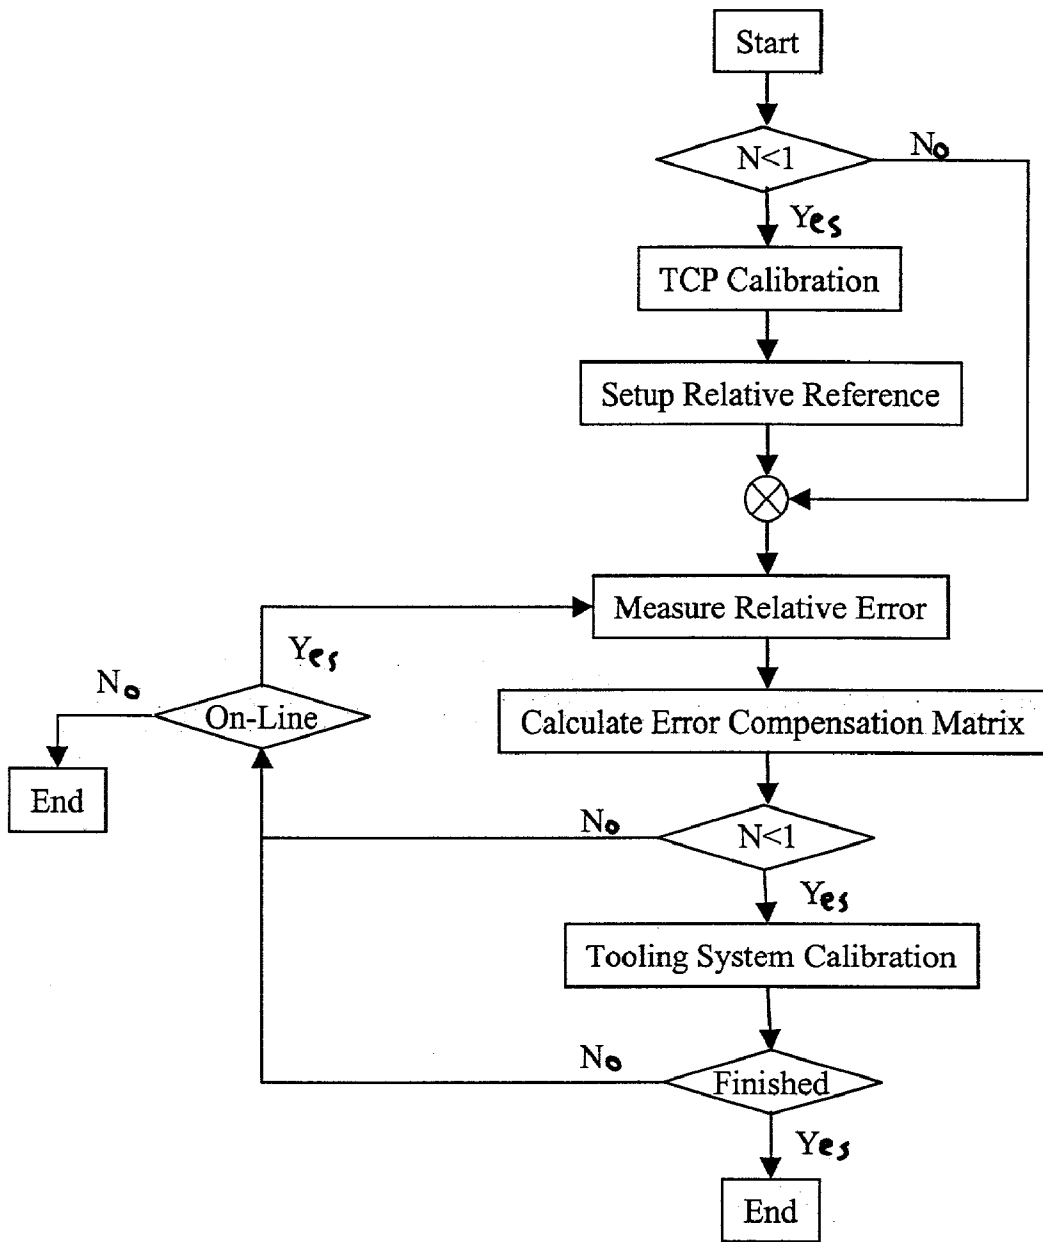 Start
N<1
No
Yes
TCP Calibration
Setup Relative Reference
Measure Relative Error
Yes
No
On-Line
Calculate Error Compensation Matrix
End
No
N<1
Yes
Tooling System Calibration
No
Finished
Yes
End